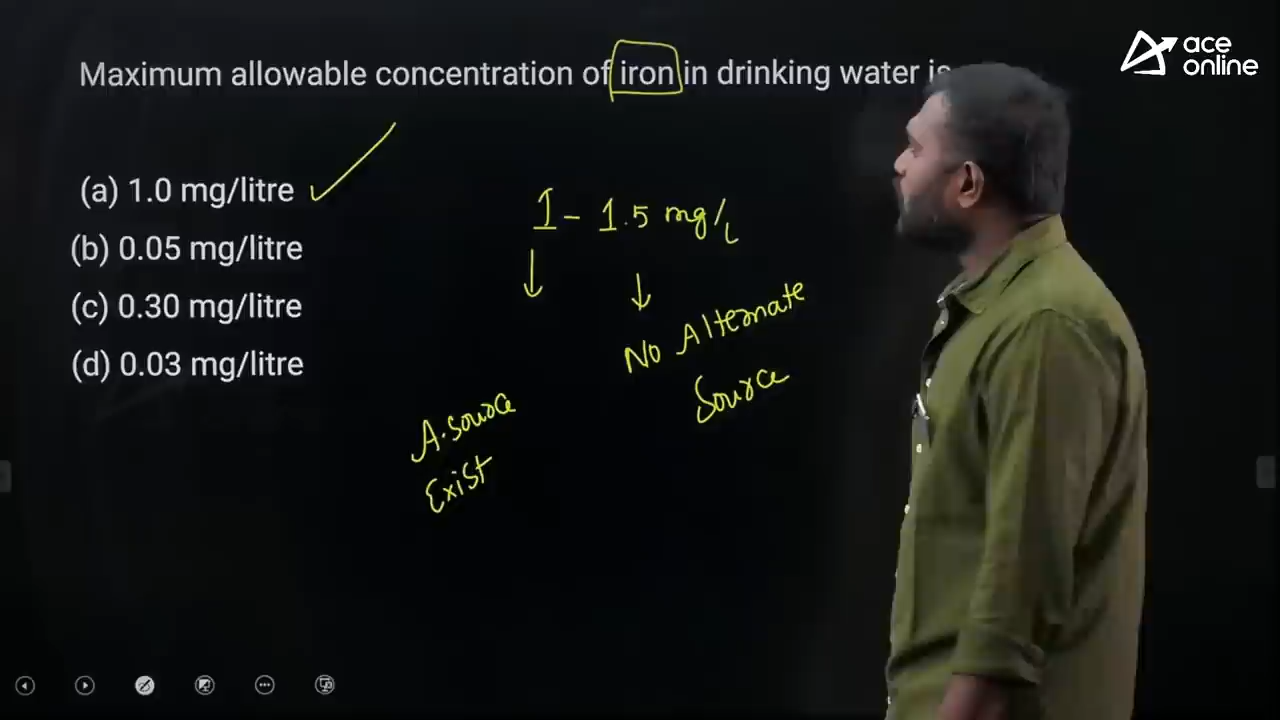 ace
online
Maximum allowable concentration of iron in drinking water is
(a) 1.0 mg/litre
(b) 0.05 mg/litre
(c) 0.30 mg/litre
(d) 0.03 mg/litre
1 - 1.5 mg/L
No Alternate
Source
A.source
Exist